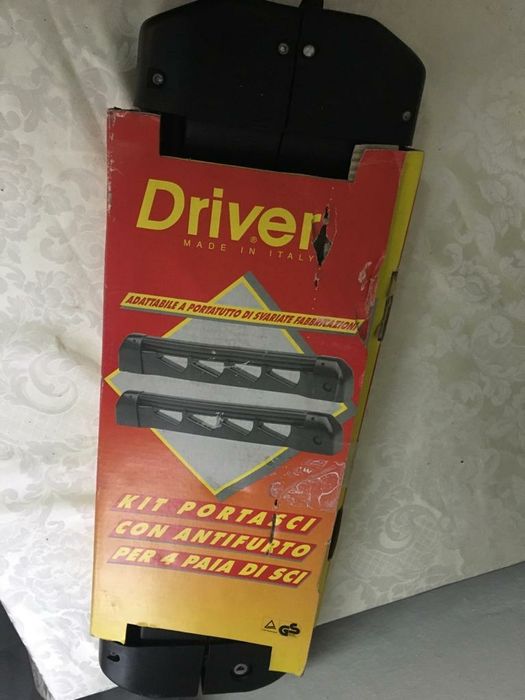 Driver
®
MADE IN ITALY
ADATTABILE A PORTATUTTO DI SVARIATE FABBRICAZIONI
KIT PORTASCI
CON ANTIFURTO
PER 4 PAIA DI SCI
GS